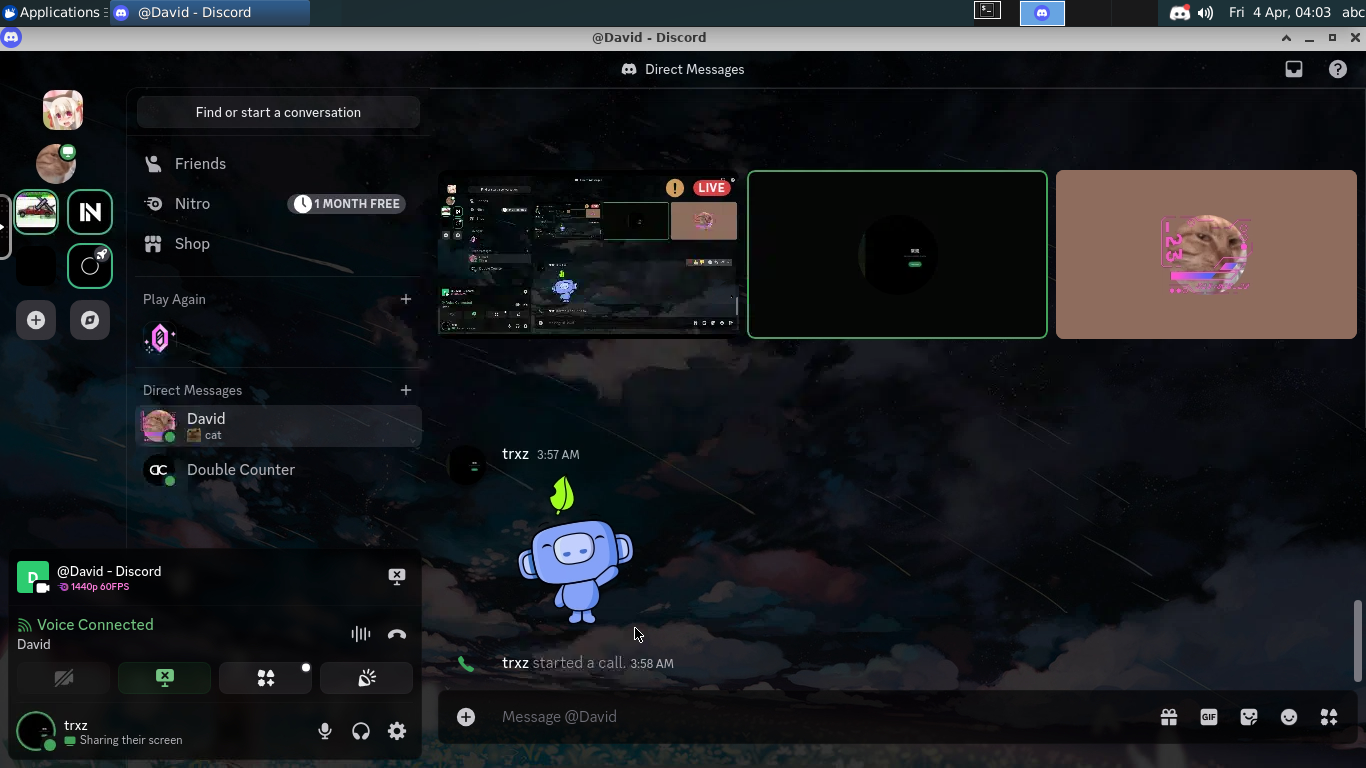 Applications
@David - Discord
Fri 4 Apr, 04:03
abc
@David - Discord
Direct Messages
Find or start a conversation
Friends
Nitro
1 MONTH FREE
Shop
Play Again
Direct Messages
David
cat
Double Counter
LIVE
trxz 3:57 AM
trxz started a call. 3:58 AM
Message @David
GIF
D
@David - Discord
1440p 60FPS
Voice Connected
David
trxz
Sharing their screen